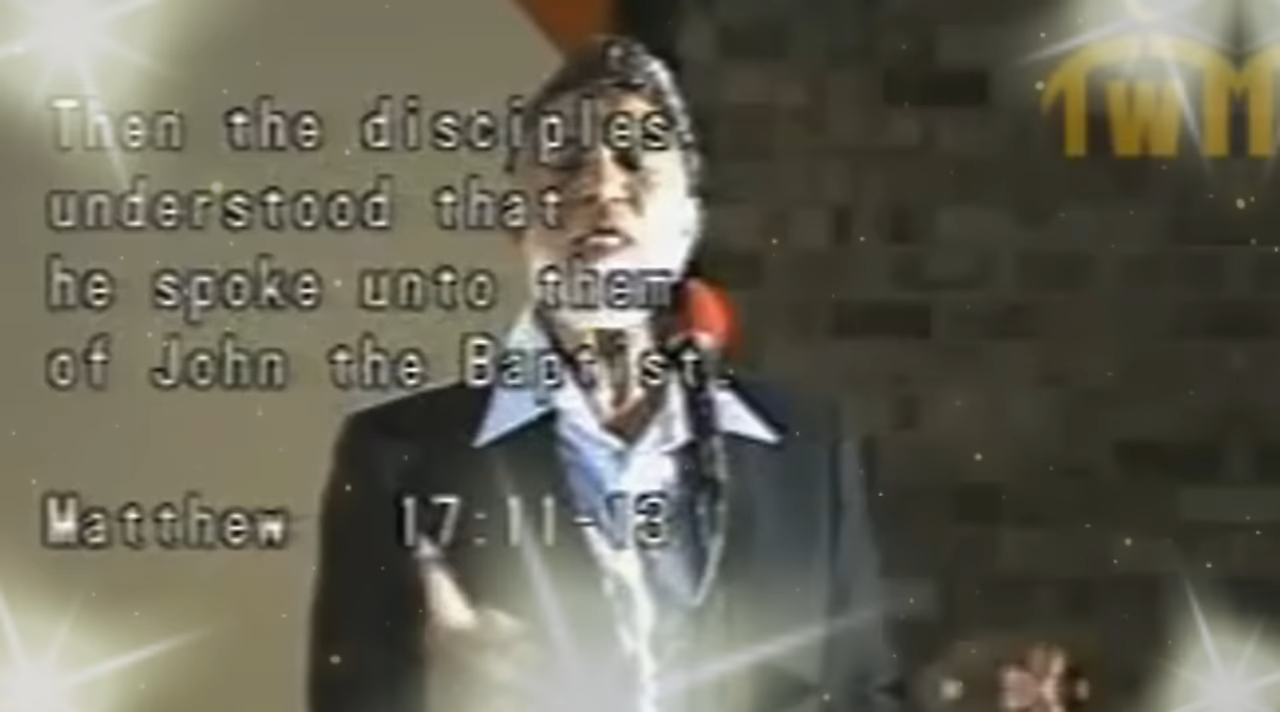 Then the disciples
understood that
he spoke unto them
of John the Baptist.
Matthew 17:11-13
TWM